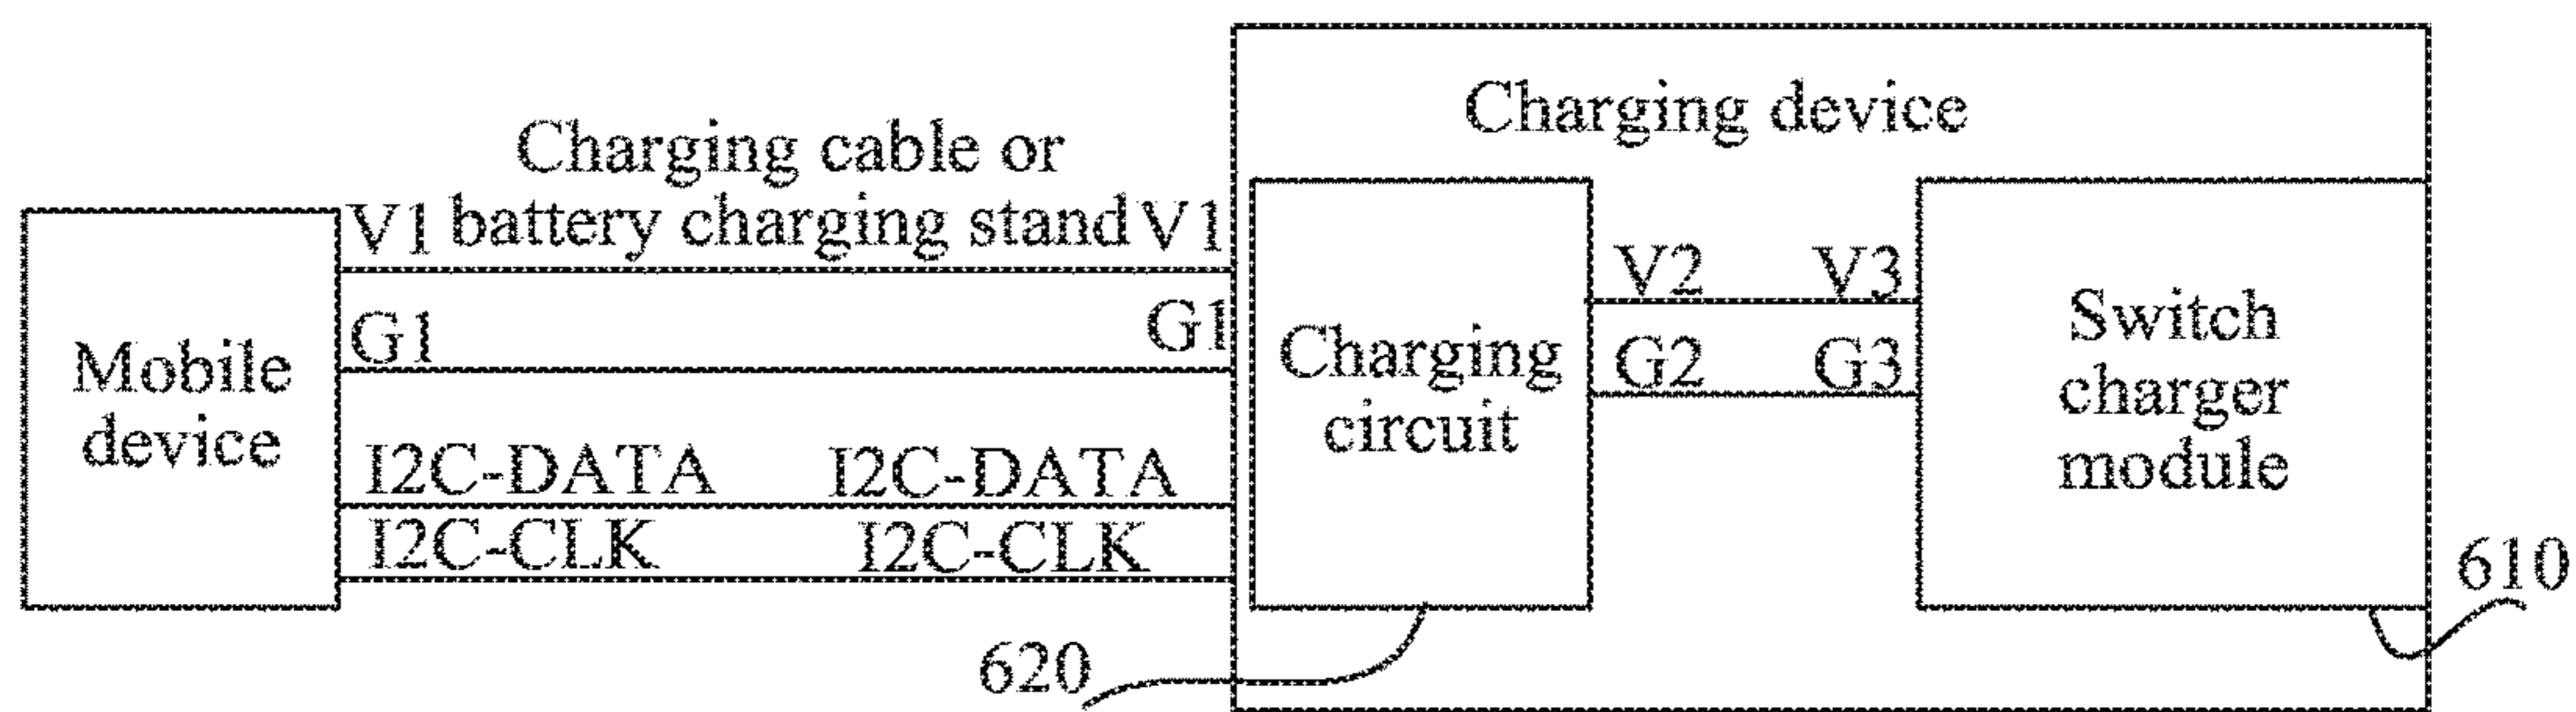 Charging device
Charging cable or
V1 battery charging stand V1
G1 G1
Mobile
device
I2C-DATA I2C-DATA
I2C-CLK I2C-CLK
Charging
circuit
V2 V3
G2 G3
Switch
charger
module
610
620